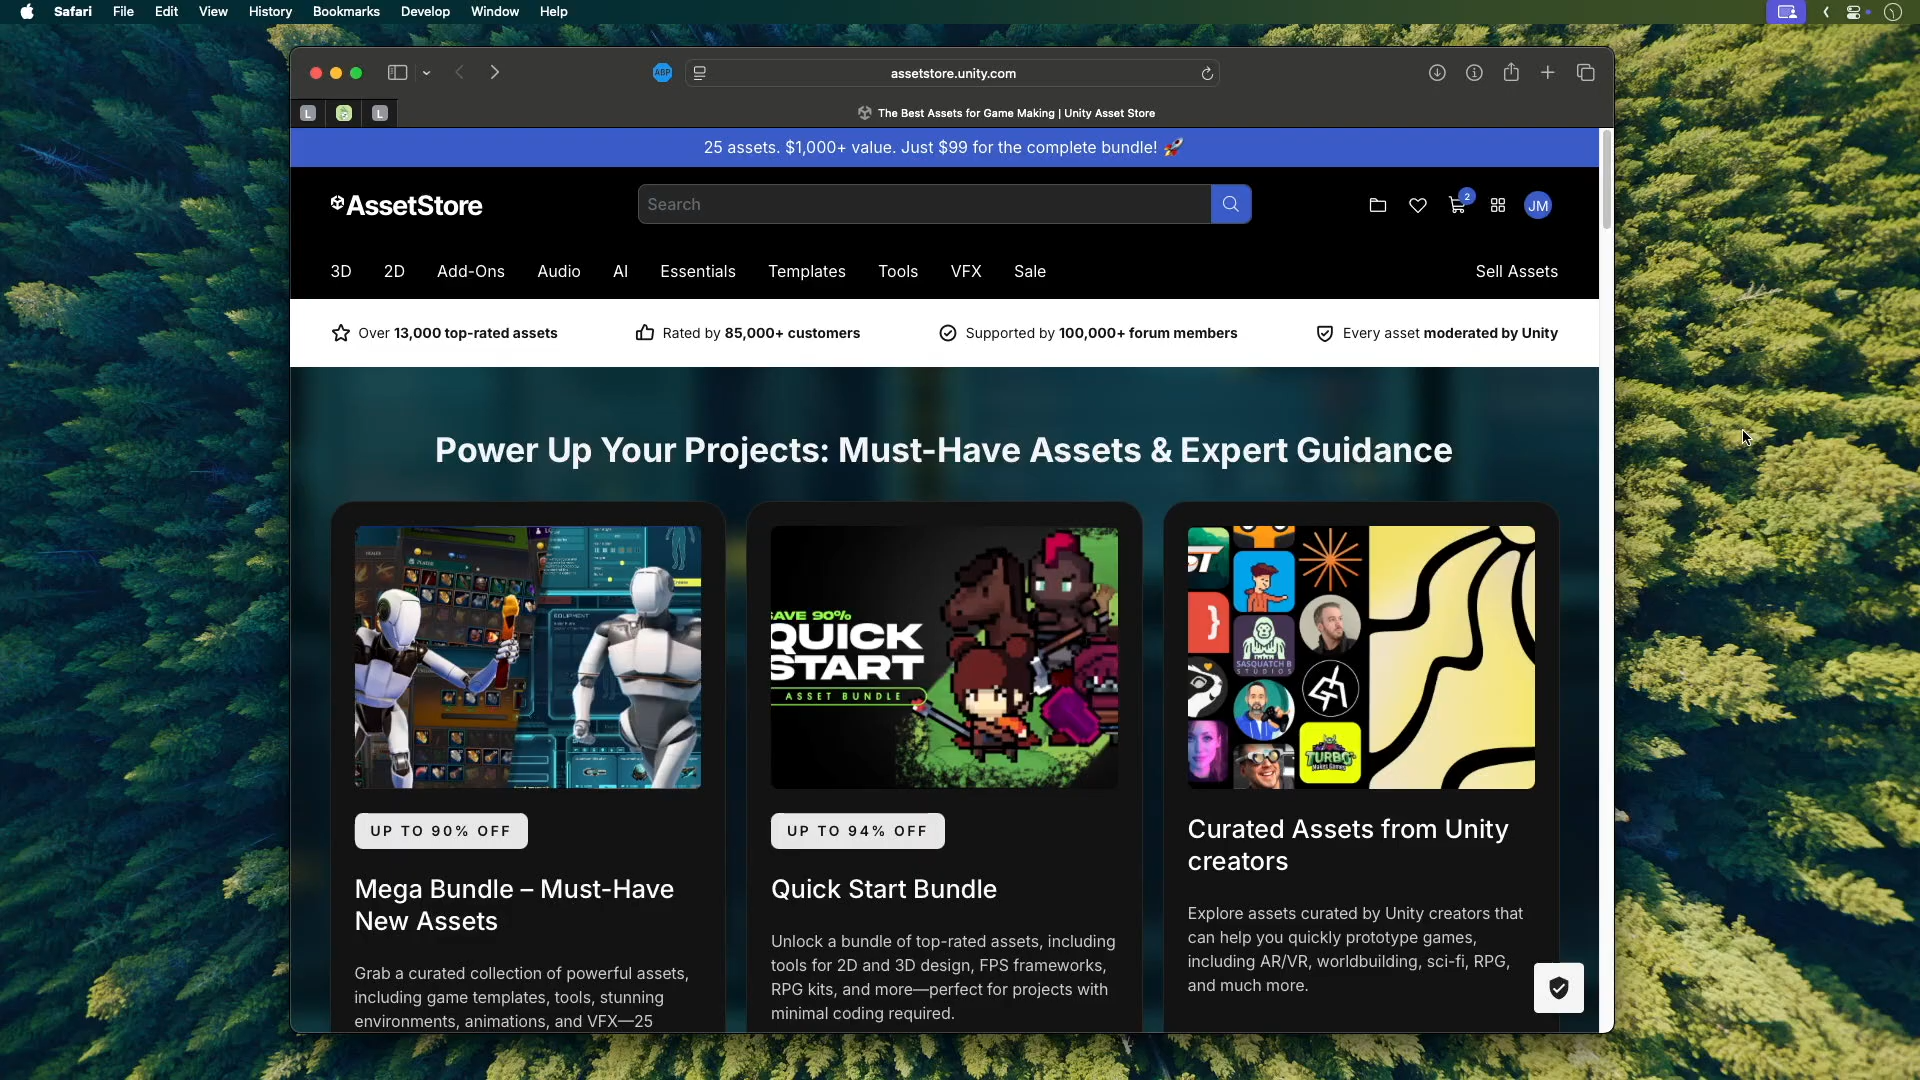 Safari File Edit View History Bookmarks Develop Window Help
ABP
assetstore.unity.com
L
L
The Best Assets for Game Making | Unity Asset Store
25 assets. $1,000+ value. Just $99 for the complete bundle! 🚀
AssetStore
Search
2
JM
3D 2D Add-Ons Audio AI Essentials Templates Tools VFX Sale Sell Assets
Over 13,000 top-rated assets
Rated by 85,000+ customers
Supported by 100,000+ forum members
Every asset moderated by Unity
Power Up Your Projects: Must-Have Assets & Expert Guidance
EQUIPMENT
PLAYER
UP TO 90% OFF
Mega Bundle – Must-Have
New Assets
Grab a curated collection of powerful assets,
including game templates, tools, stunning
environments, animations, and VFX—25
SAVE 90%
QUICK
START
ASSET BUNDLE
UP TO 94% OFF
Quick Start Bundle
Unlock a bundle of top-rated assets, including
tools for 2D and 3D design, FPS frameworks,
RPG kits, and more—perfect for projects with
minimal coding required.
SASQUATCH B
STUDIOS
TURBO
Makes Games
Curated Assets from Unity
creators
Explore assets curated by Unity creators that
can help you quickly prototype games,
including AR/VR, worldbuilding, sci-fi, RPG,
and much more.